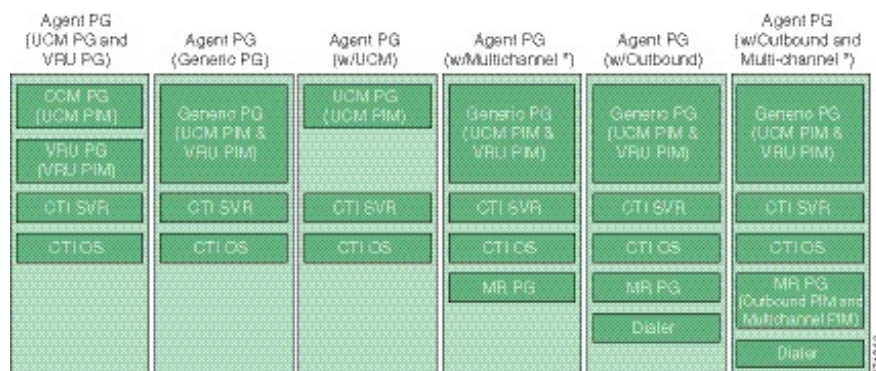 Agent PG
(UCM PG and
VRU PG)
Agent PG
(Generic PG)
Agent PG
(w/UCM)
Agent PG
(w/Multichannel *)
Agent PG
(w/Outbound)
Agent PG
(w/Outbound and
Multi-channel *)
CCM PG
(UCM PIM)
VRU PG
(VRU PIM)
CTI SVR
CTI OS
Generic PG
(UCM PIM &
VRU PIM)
CTI SVR
CTI OS
UCM PG
(UCM PIM)
CTI SVR
CTI OS
Generic PG
(UCM PIM &
VRU PIM)
CTI SVR
CTI OS
MR PG
Generic PG
(UCM PIM &
VRU PIM)
CTI SVR
CTI OS
MR PG
Dialer
Generic PG
(UCM PIM &
VRU PIM)
CTI SVR
CTI OS
MR PG
(Outbound PIM and
Multichannel PIM)
Dialer